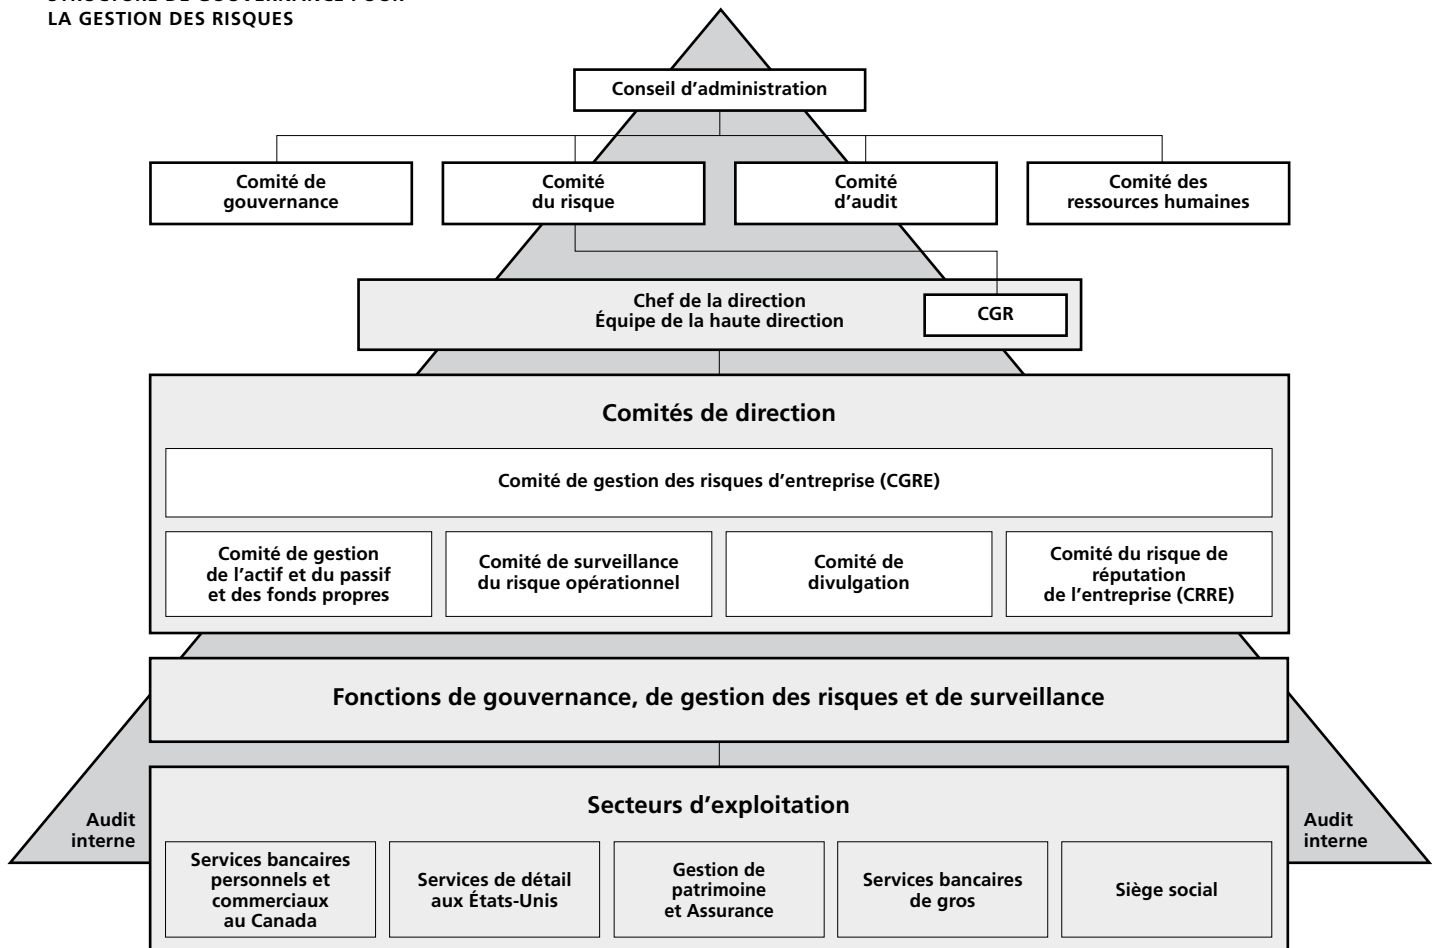 STRUCTURE DE GOUVERNANCE POUR
LA GESTION DES RISQUES
Conseil d'administration
Comité de
gouvernance
Comité
du risque
Comité
d'audit
Comité des
ressources humaines
Chef de la direction
Équipe de la haute direction
CGR
Comités de direction
Comité de gestion des risques d'entreprise (CGRE)
Comité de gestion
de l'actif et du passif
et des fonds propres
Comité de surveillance
du risque opérationnel
Comité de
divulgation
Comité du risque de
réputation
de l'entreprise (CRRE)
Fonctions de gouvernance, de gestion des risques et de surveillance
Audit
interne
Secteurs d'exploitation
Services bancaires
personnels et
commerciaux
au Canada
Services de détail
aux États-Unis
Gestion de
patrimoine
et Assurance
Services bancaires
de gros
Siège social
Audit
interne